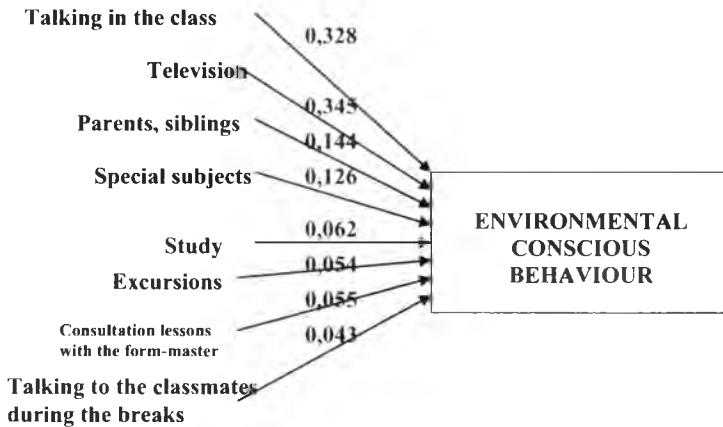 Talking in the class
0,328
Television
0,345
Parents, siblings
0,144
Special subjects
0,126
ENVIRONMENTAL
CONSCIOUS
BEHAVIOUR
0,062
Study
0,054
Excursions
0,055
Consultation lessons
with the form-master
0,043
Talking to the classmates
during the breaks